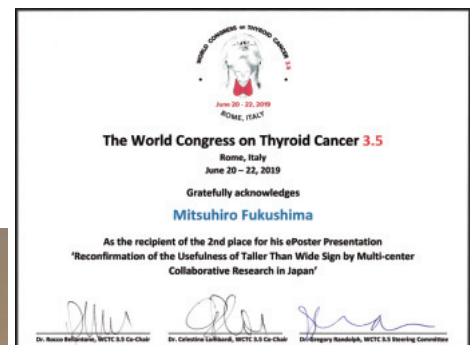 WORLD CONGRESS on THYROID CANCER 3.5
June 20 - 22, 2019
ROME, ITALY
The World Congress on Thyroid Cancer 3.5
Rome, Italy
June 20 – 22, 2019
Gratefully acknowledges
Mitsuhiro Fukushima
As the recipient of the 2nd place for his ePoster Presentation
'Reconfirmation of the Usefulness of Taller Than Wide Sign by Multi-center
Collaborative Research in Japan'
Dr. Rocco Bellantone, WCTC 3.5 Co-Chair
Dr. Celestino Lombardi, WCTC 3.5 Co-Chair
Dr. Gregory Randolph, WCTC 3.5 Steering Committee